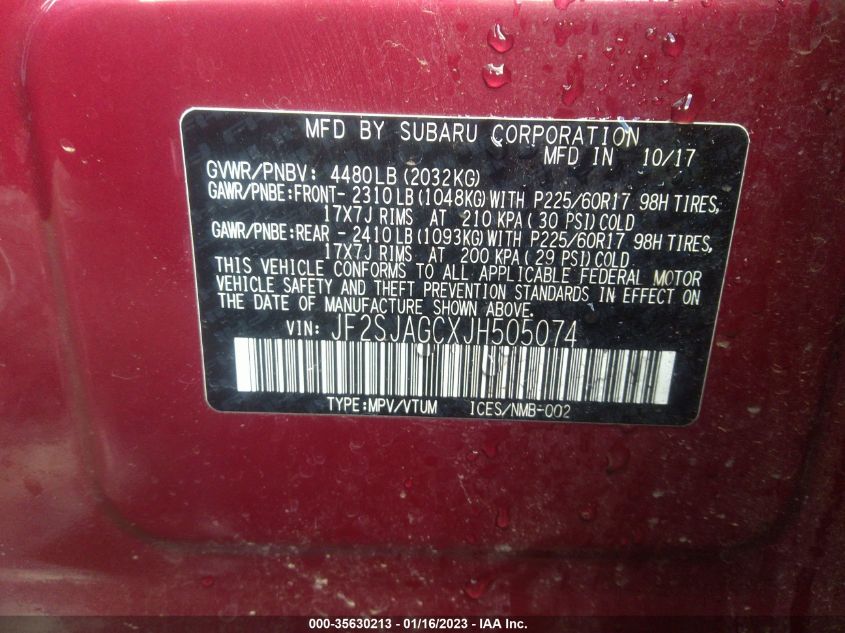 MFD BY SUBARU CORPORATION
MFD IN 10/17
GVWR/PNBV: 4480LB (2032KG)
GAWR/PNBE:FRONT- 2310LB(1048KG)WITH P225/60R17 98H TIRES,
17X7J RIMS AT 210 KPA( 30 PSI)COLD
GAWR/PNBE:REAR - 2410LB(1093KG)WITH P225/60R17 98H TIRES,
17X7J RIMS AT 200 KPA( 29 PSI)COLD.
THIS VEHICLE CONFORMS TO ALL APPLICABLE FEDERAL MOTOR
VEHICLE SAFETY AND THEFT PREVENTION STANDARDS IN EFFECT ON
THE DATE OF MANUFACTURE SHOWN ABOVE.
VIN: JF2SJAGCXJH505074
TYPE:MPV/VTUM ICES/NMB-002
000-35630213 - 01/16/2023 - IAA Inc.